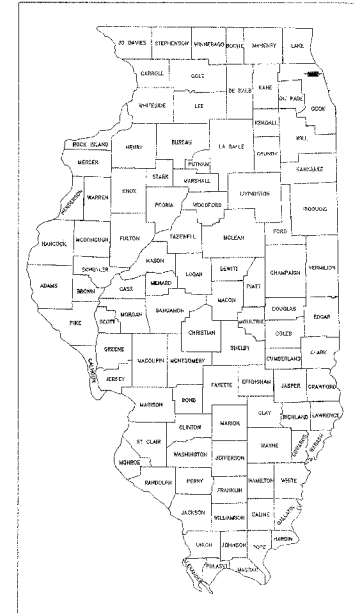 JO DAVIES STEPHENSON WINNEBAGO BOONE McHENRY LAKE
CARROLL OGLE DE KALB KANE DU PAGE COOK
WHITESIDE LEE KENDALL
ROCK ISLAND HENRY BUREAU LA SALLE GRUNDY WILL
MERCER PUTNAM KANKAKEE
HENDERSON WARREN KNOX STARK MARSHALL LIVINGSTON IROQUOIS
PEORIA WOODFORD
HANCOCK McDONOUGH FULTON TAZEWELL McLEAN FORD
SCHUYLER MASON LOGAN DEWITT CHAMPAIGN VERMILION
ADAMS BROWN CASS MENARD PIATT
MACON
PIKE SCOTT MORGAN SANGAMON CHRISTIAN MOULTRIE DOUGLAS EDGAR
COLES
GREENE MACOUPIN MONTGOMERY SHELBY CUMBERLAND CLARK
CALHOUN JERSEY FAYETTE EFFINGHAM JASPER CRAWFORD
MADISON BOND CLAY RICHLAND LAWRENCE
CLINTON MARION
ST CLAIR WAYNE EDWARDS WABASH
MONROE WASHINGTON JEFFERSON
RANDOLPH PERRY HAMILTON WHITE
FRANKLIN
JACKSON WILLIAMSON SALINE GALLATIN
UNION JOHNSON POPE HARDIN
ALEXANDER PULASKI MASSAC